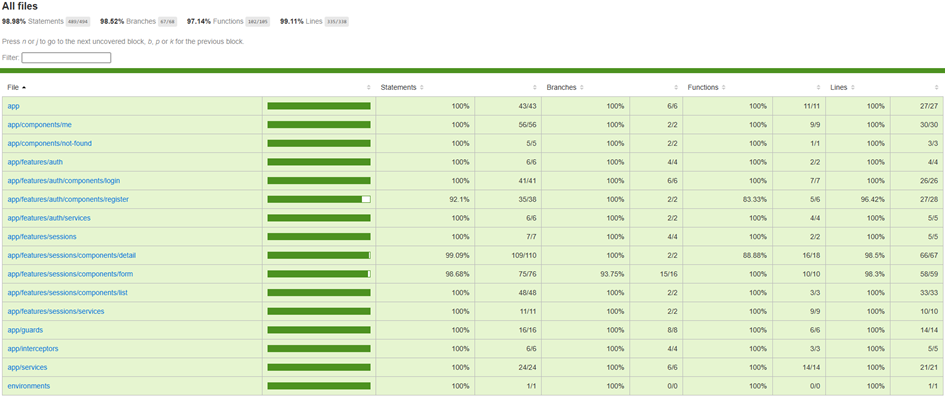 All files
98.98% Statements 489/494 98.52% Branches 67/68 97.14% Functions 102/105 99.11% Lines 335/338
Press n or j to go to the next uncovered block, b, p or k for the previous block.
Filter:
File Statements Branches Functions Lines
app 100% 43/43 100% 6/6 100% 11/11 100% 27/27
app/components/me 100% 56/56 100% 2/2 100% 9/9 100% 30/30
app/components/not-found 100% 5/5 100% 2/2 100% 1/1 100% 3/3
app/features/auth 100% 6/6 100% 4/4 100% 2/2 100% 4/4
app/features/auth/components/login 100% 41/41 100% 6/6 100% 7/7 100% 26/26
app/features/auth/components/register 92.1% 35/38 100% 2/2 83.33% 5/6 96.42% 27/28
app/features/auth/services 100% 6/6 100% 2/2 100% 4/4 100% 5/5
app/features/sessions 100% 7/7 100% 4/4 100% 2/2 100% 5/5
app/features/sessions/components/detail 99.09% 109/110 100% 2/2 88.88% 16/18 98.5% 66/67
app/features/sessions/components/form 98.68% 75/76 93.75% 15/16 100% 10/10 98.3% 58/59
app/features/sessions/components/list 100% 48/48 100% 2/2 100% 3/3 100% 33/33
app/features/sessions/services 100% 11/11 100% 2/2 100% 9/9 100% 10/10
app/guards 100% 16/16 100% 8/8 100% 6/6 100% 14/14
app/interceptors 100% 6/6 100% 4/4 100% 3/3 100% 5/5
app/services 100% 24/24 100% 6/6 100% 14/14 100% 21/21
environments 100% 1/1 100% 0/0 100% 0/0 100% 1/1